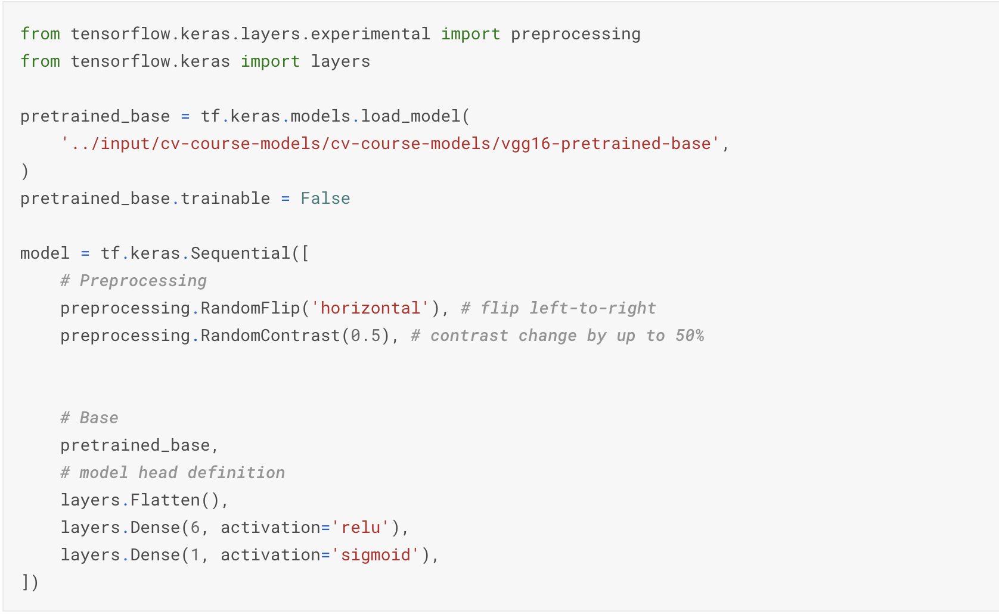 from tensorflow.keras.layers.experimental import preprocessing
from tensorflow.keras import layers

pretrained_base = tf.keras.models.load_model(
    '../input/cv-course-models/cv-course-models/vgg16-pretrained-base',
)
pretrained_base.trainable = False

model = tf.keras.Sequential([
    # Preprocessing
    preprocessing.RandomFlip('horizontal'), # flip left-to-right
    preprocessing.RandomContrast(0.5), # contrast change by up to 50%


    # Base
    pretrained_base,
    # model head definition
    layers.Flatten(),
    layers.Dense(6, activation='relu'),
    layers.Dense(1, activation='sigmoid'),
])